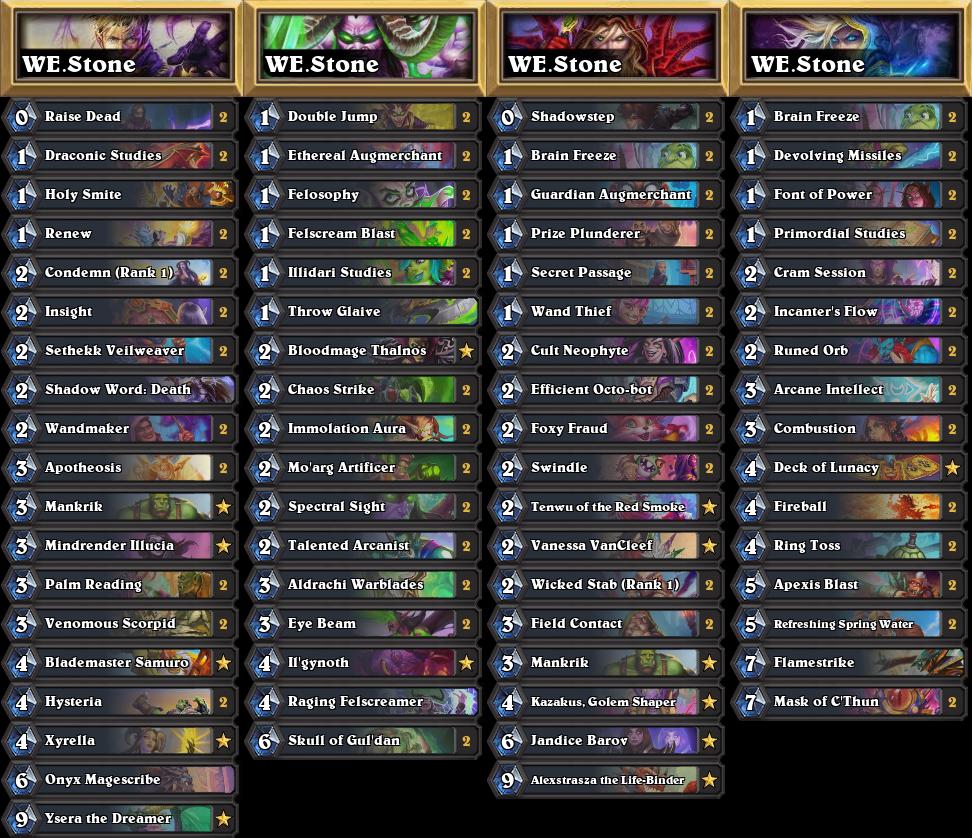 WE.Stone
0 Raise Dead 2
1 Draconic Studies 2
1 Holy Smite 2
1 Renew 2
2 Condemn (Rank 1) 2
2 Insight 2
2 Sethekk Veilweaver 2
2 Shadow Word: Death
2 Wandmaker 2
3 Apotheosis 2
3 Mankrik
3 Mindrender Illucia
3 Palm Reading 2
3 Venomous Scorpid 2
4 Blademaster Samuro
4 Hysteria 2
4 Xyrella
6 Onyx Magescribe
9 Ysera the Dreamer
WE.Stone
1 Double Jump 2
1 Ethereal Augmerchant 2
1 Felosophy 2
1 Felscream Blast 2
1 Illidari Studies 2
1 Throw Glaive
2 Bloodmage Thalnos
2 Chaos Strike 2
2 Immolation Aura 2
2 Mo'arg Artificer 2
2 Spectral Sight 2
2 Talented Arcanist 2
3 Aldrachi Warblades 2
3 Eye Beam 2
4 Il'gynoth
4 Raging Felscreamer
6 Skull of Gul'dan 2
WE.Stone
0 Shadowstep 2
1 Brain Freeze 2
1 Guardian Augmerchant 2
1 Prize Plunderer 2
1 Secret Passage 2
1 Wand Thief 2
2 Cult Neophyte 2
2 Efficient Octo-bot 2
2 Foxy Fraud 2
2 Swindle 2
2 Tenwu of the Red Smoke
2 Vanessa VanCleef
2 Wicked Stab (Rank 1) 2
3 Field Contact 2
3 Mankrik
4 Kazakus, Golem Shaper
6 Jandice Barov
9 Alexstrasza the Life-Binder
WE.Stone
1 Brain Freeze 2
1 Devolving Missiles 2
1 Font of Power 2
1 Primordial Studies 2
2 Cram Session 2
2 Incanter's Flow 2
2 Runed Orb 2
3 Arcane Intellect 2
3 Combustion 2
4 Deck of Lunacy
4 Fireball 2
4 Ring Toss 2
5 Apexis Blast 2
5 Refreshing Spring Water 2
7 Flamestrike
7 Mask of C'Thun 2